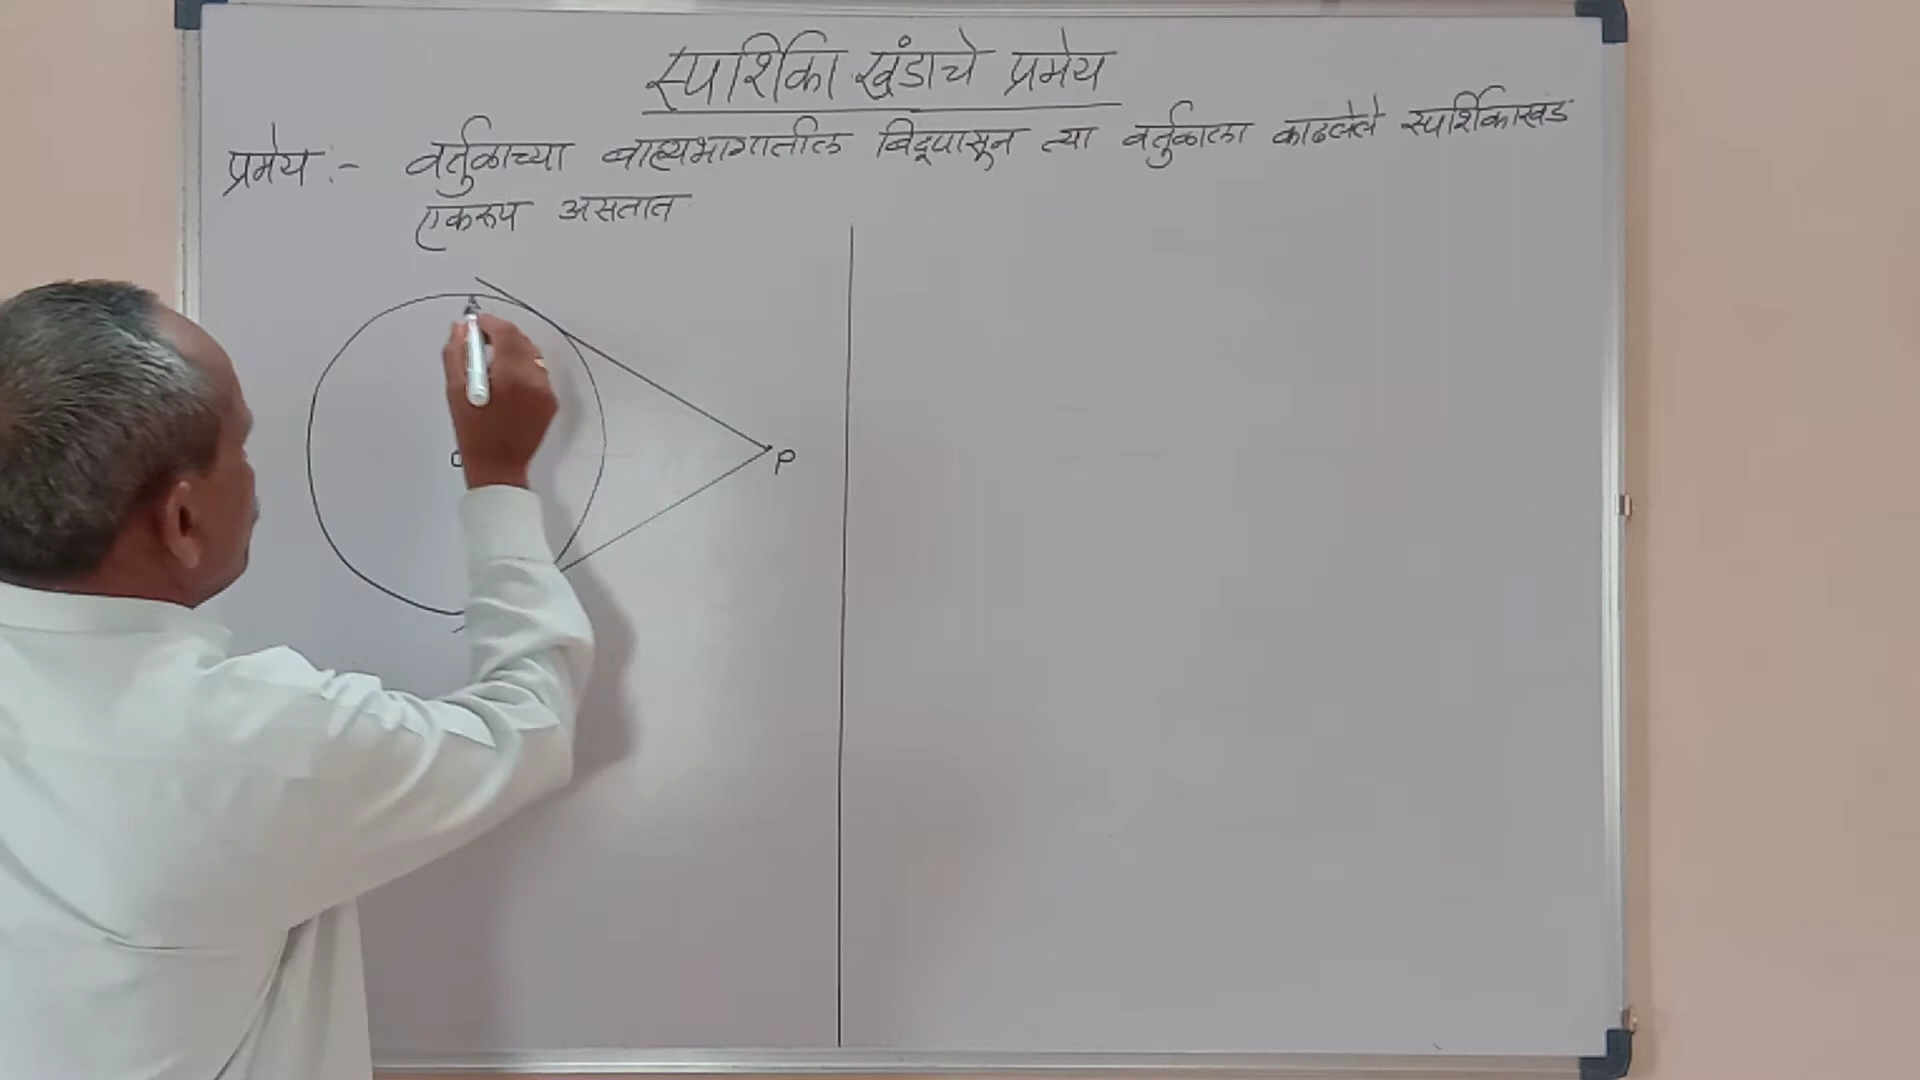 स्पर्शिका खंडाचे प्रमेय
प्रमेय :- वर्तुळाच्या बाह्यभागातील बिंदूपासून त्या वर्तुळाला काढलेले स्पर्शिकाखंड
एकरूप असतात
O
P